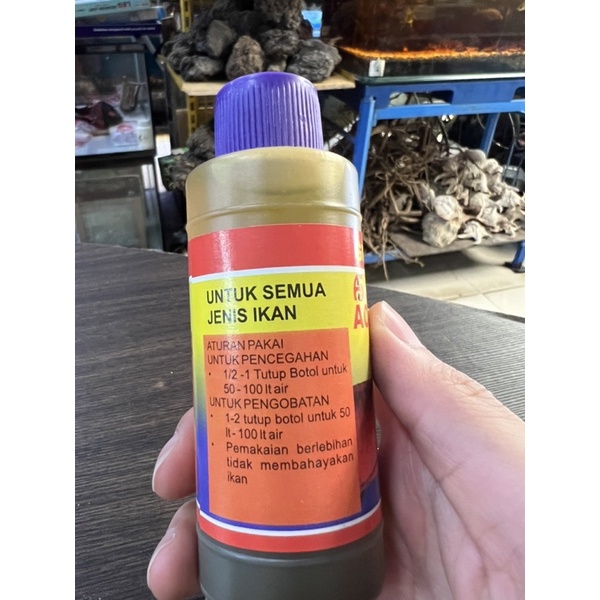 UNTUK SEMUA
JENIS IKAN
ATURAN PAKAI
UNTUK PENCEGAHAN
• 1/2 -1 Tutup Botol untuk
50 - 100 lt air
UNTUK PENGOBATAN
• 1-2 tutup botol untuk 50
lt - 100 lt air
• Pemakaian berlebihan
tidak membahayakan
ikan